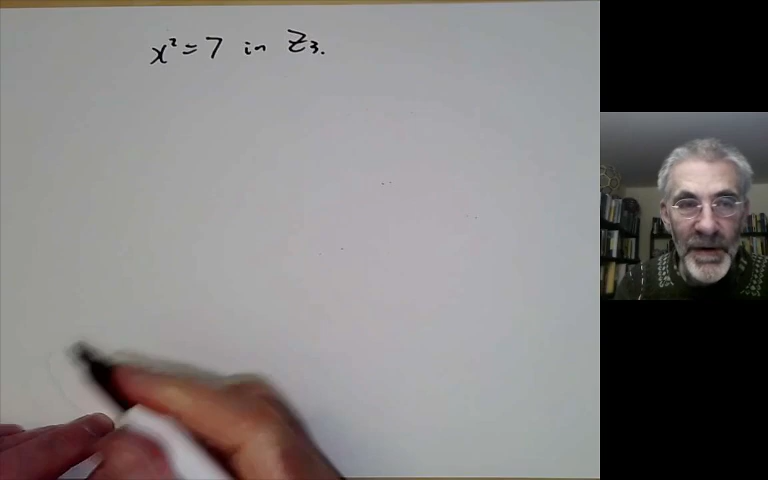 x² = 7 in Z₃.